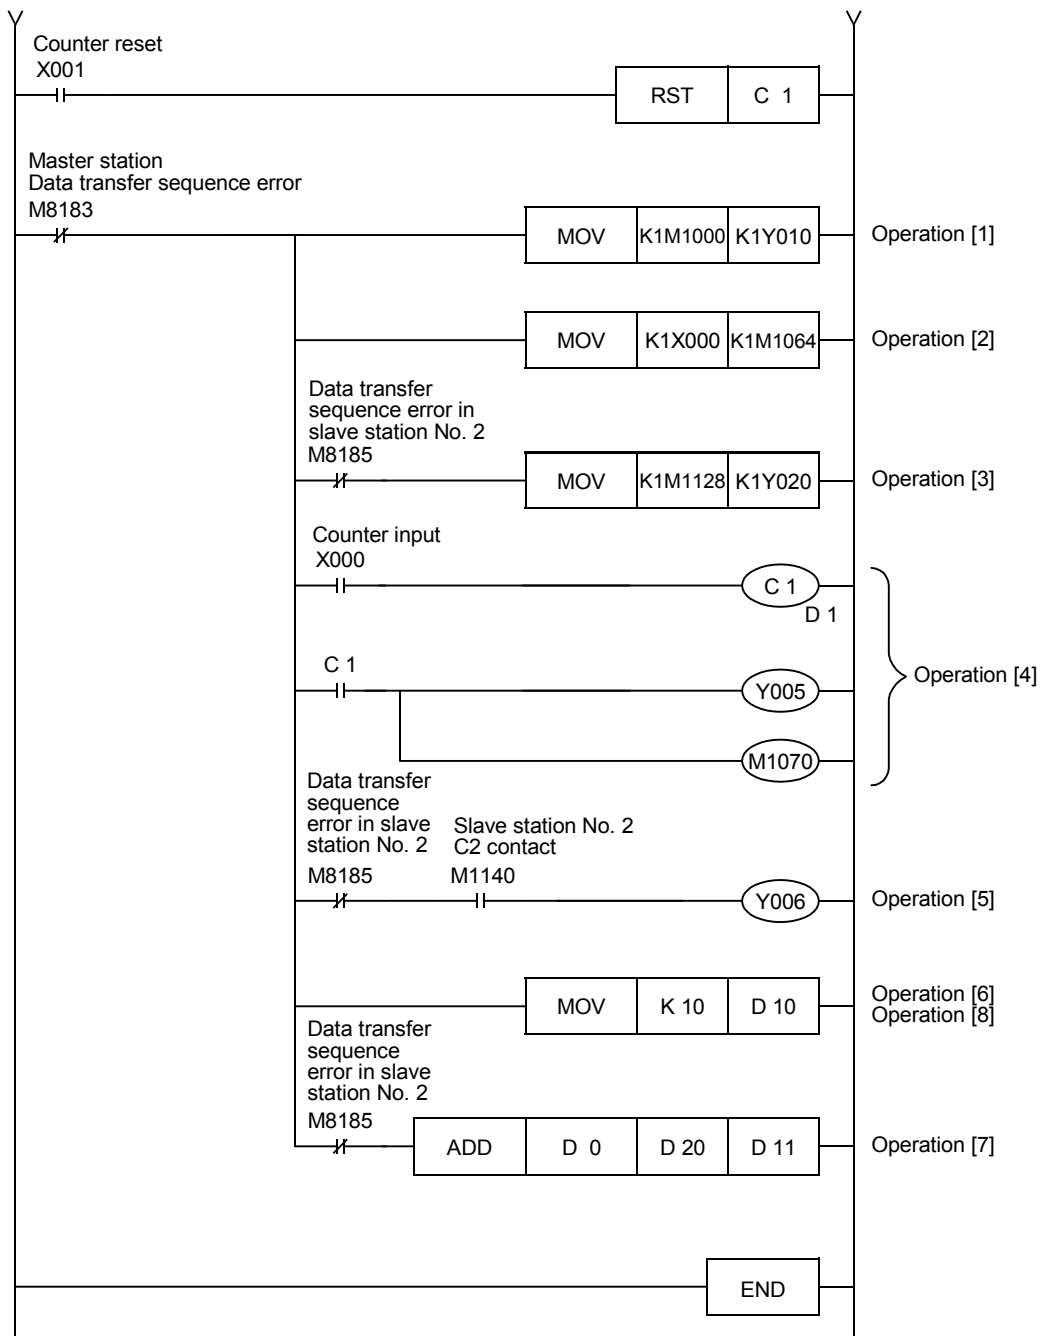 Counter reset
X001
RST C 1
Master station
Data transfer sequence error
M8183
MOV K1M1000 K1Y010 Operation [1]
MOV K1X000 K1M1064 Operation [2]
Data transfer
sequence error in
slave station No. 2
M8185
MOV K1M1128 K1Y020 Operation [3]
Counter input
X000
C 1
D 1
C 1
Y005
Operation [4]
M1070
Data transfer
sequence
error in slave
station No. 2
Slave station No. 2
C2 contact
M8185 M1140
Y006 Operation [5]
MOV K 10 D 10 Operation [6]
Operation [8]
Data transfer
sequence
error in slave
station No. 2
M8185
ADD D 0 D 20 D 11 Operation [7]
END